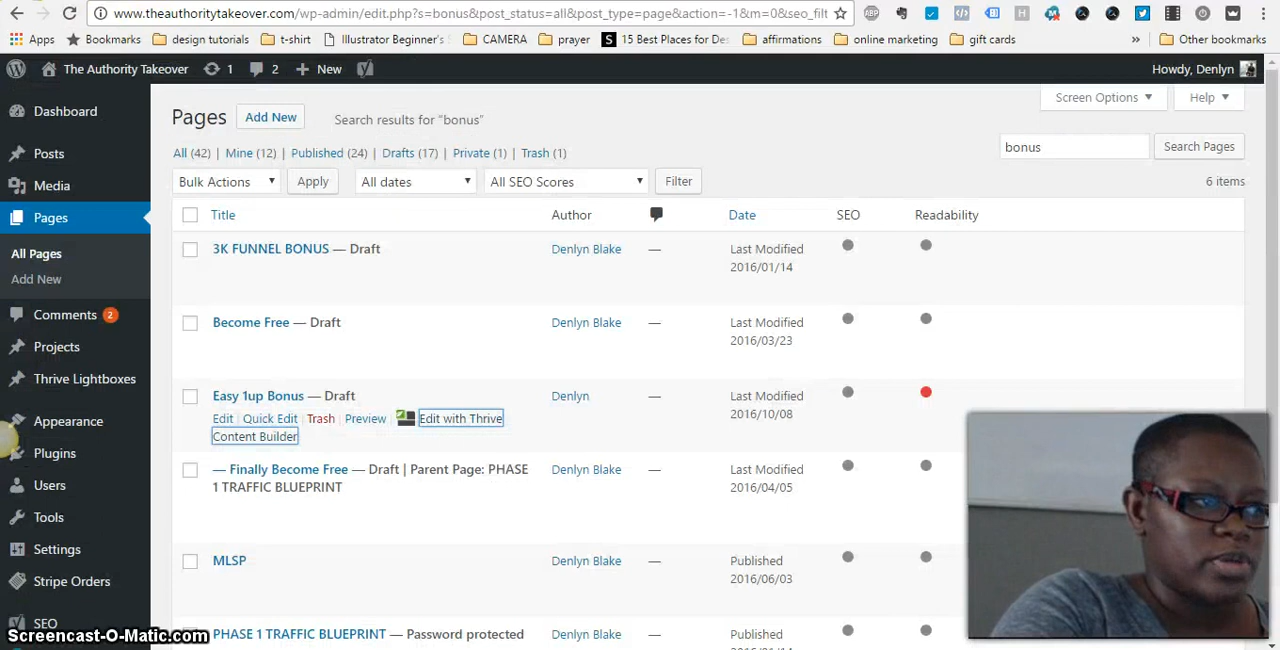 www.theauthoritytakeover.com/wp-admin/edit.php?s=bonus&post_status=all&post_type=page&action=-1&m=0&seo_filt
Apps Bookmarks design tutorials t-shirt Illustrator Beginner's CAMERA prayer 15 Best Places for Des affirmations online marketing gift cards » Other bookmarks
The Authority Takeover 1 2 + New Howdy, Denlyn
Dashboard
Posts
Media
Pages
All Pages
Add New
Comments 2
Projects
Thrive Lightboxes
Appearance
Plugins
Users
Tools
Settings
Stripe Orders
SEO
Screen Options Help
Pages Add New Search results for "bonus"
All (42) | Mine (12) | Published (24) | Drafts (17) | Private (1) | Trash (1)
bonus Search Pages
Bulk Actions Apply All dates All SEO Scores Filter 6 items
Title Author Date SEO Readability
3K FUNNEL BONUS — Draft Denlyn Blake — Last Modified
2016/01/14
Become Free — Draft Denlyn Blake — Last Modified
2016/03/23
Easy 1up Bonus — Draft Denlyn — Last Modified
2016/10/08
Edit | Quick Edit | Trash | Preview | Edit with Thrive
Content Builder
— Finally Become Free — Draft | Parent Page: PHASE
1 TRAFFIC BLUEPRINT
Denlyn Blake — Last Modified
2016/04/05
MLSP Denlyn Blake — Published
2016/06/03
PHASE 1 TRAFFIC BLUEPRINT — Password protected Denlyn Blake — Published
Screencast-O-Matic.com